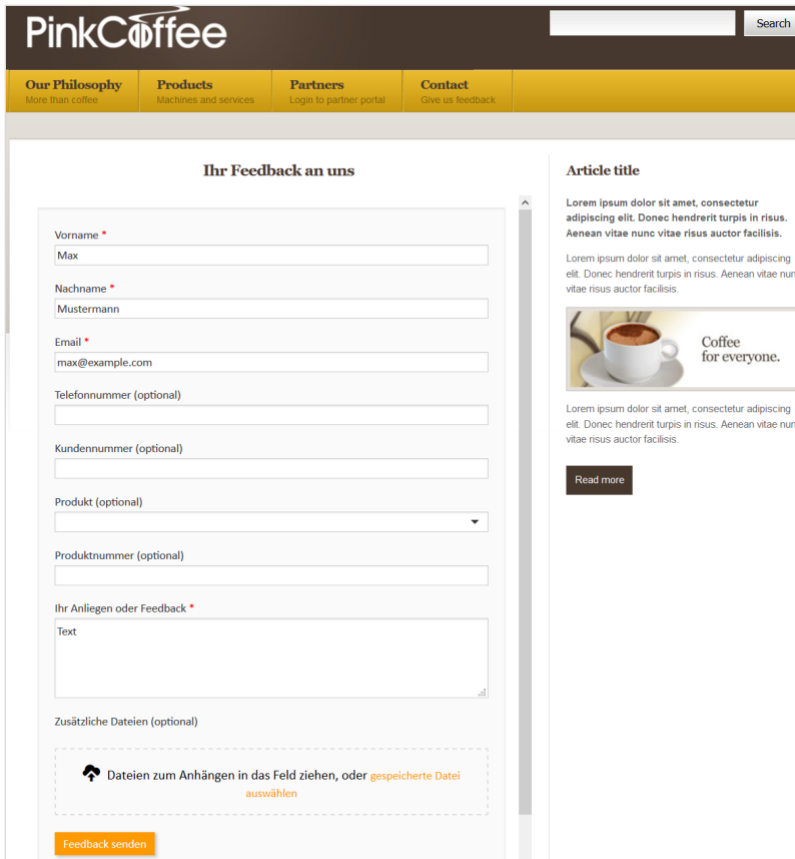 PinkCoffee
Search
Our Philosophy
More than coffee
Products
Machines and services
Partners
Login to partner portal
Contact
Give us feedback
Ihr Feedback an uns
Vorname *
Max
Nachname *
Mustermann
Email *
max@example.com
Telefonnummer (optional)
Kundennummer (optional)
Produkt (optional)
Produktnummer (optional)
Ihr Anliegen oder Feedback *
Text
Zusätzliche Dateien (optional)
Dateien zum Anhängen in das Feld ziehen, oder gespeicherte Datei
auswählen
Feedback senden
Article title
Lorem ipsum dolor sit amet, consectetur
adipiscing elit. Donec hendrerit turpis in risus.
Aenean vitae nunc vitae risus auctor facilisis.
Lorem ipsum dolor sit amet, consectetur adipiscing
elit. Donec hendrerit turpis in risus. Aenean vitae
vitae risus auctor facilisis.
Coffee
for everyone.
Lorem ipsum dolor sit amet, consectetur adipiscing
elit. Donec hendrerit turpis in risus. Aenean vitae
vitae risus auctor facilisis.
Read more